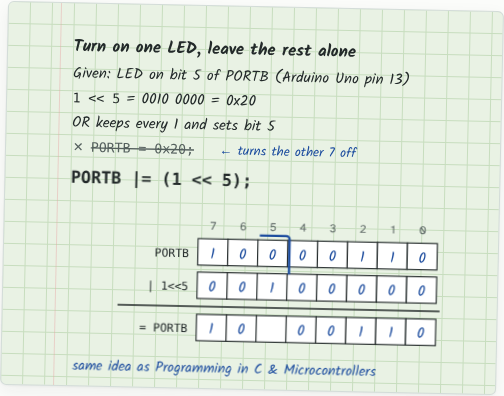 Turn on one LED, leave the rest alone
Given: LED on bit 5 of PORTB (Arduino Uno pin 13)
1 << 5 = 0010 0000 = 0x20
OR keeps every 1 and sets bit 5
× PORTB = 0x20; ← turns the other 7 off
PORTB |= (1 << 5);
7 6 5 4 3 2 1 0
PORTB 1 0 0 0 0 1 1 0
| 1<<5 0 0 1 0 0 0 0 0
= PORTB 1 0 0 0 1 1 0
same idea as Programming in C & Microcontrollers